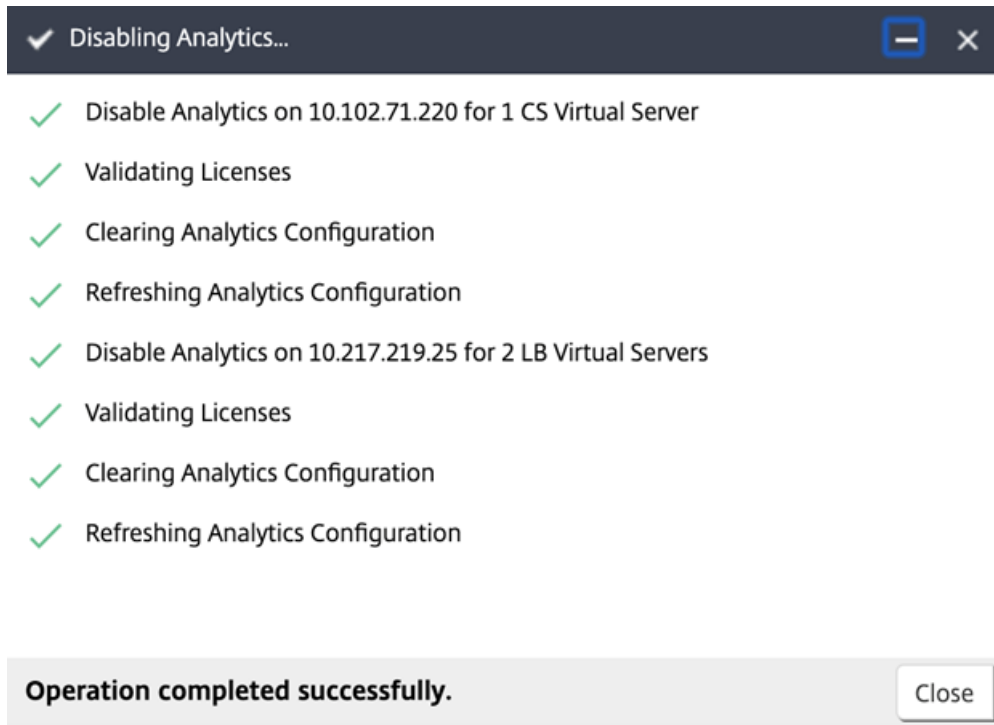 Disabling Analytics...
Disable Analytics on 10.102.71.220 for 1 CS Virtual Server
Validating Licenses
Clearing Analytics Configuration
Refreshing Analytics Configuration
Disable Analytics on 10.217.219.25 for 2 LB Virtual Servers
Validating Licenses
Clearing Analytics Configuration
Refreshing Analytics Configuration
Operation completed successfully.
Close